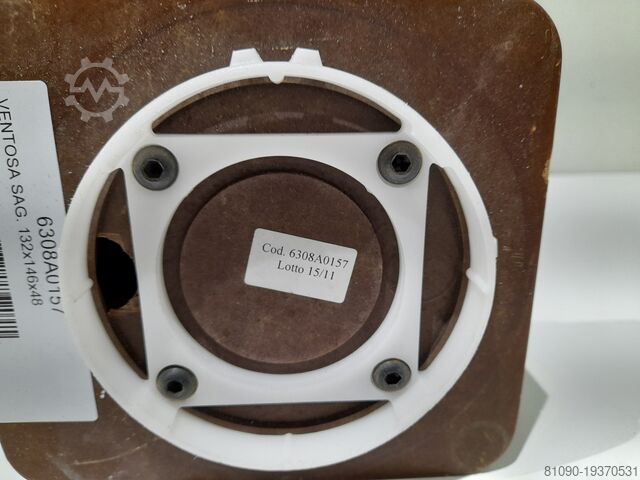 VENTOSA SAG. 132x146x48
6308A0157
Cod. 6308A0157
Lotto 15/11
81090-19370531